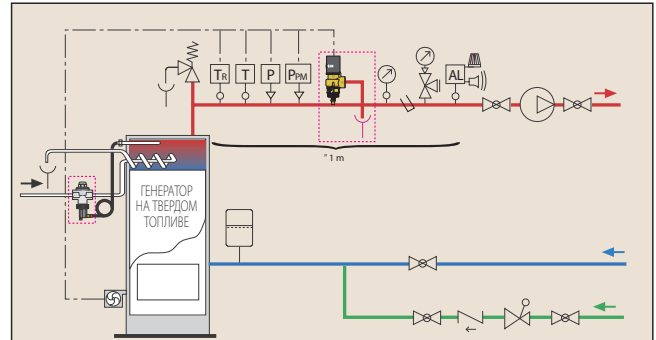 TR T P PPM AL
" 1 m
ГЕНЕРАТОР
НА ТВЕРДОМ
ТОПЛИВЕ